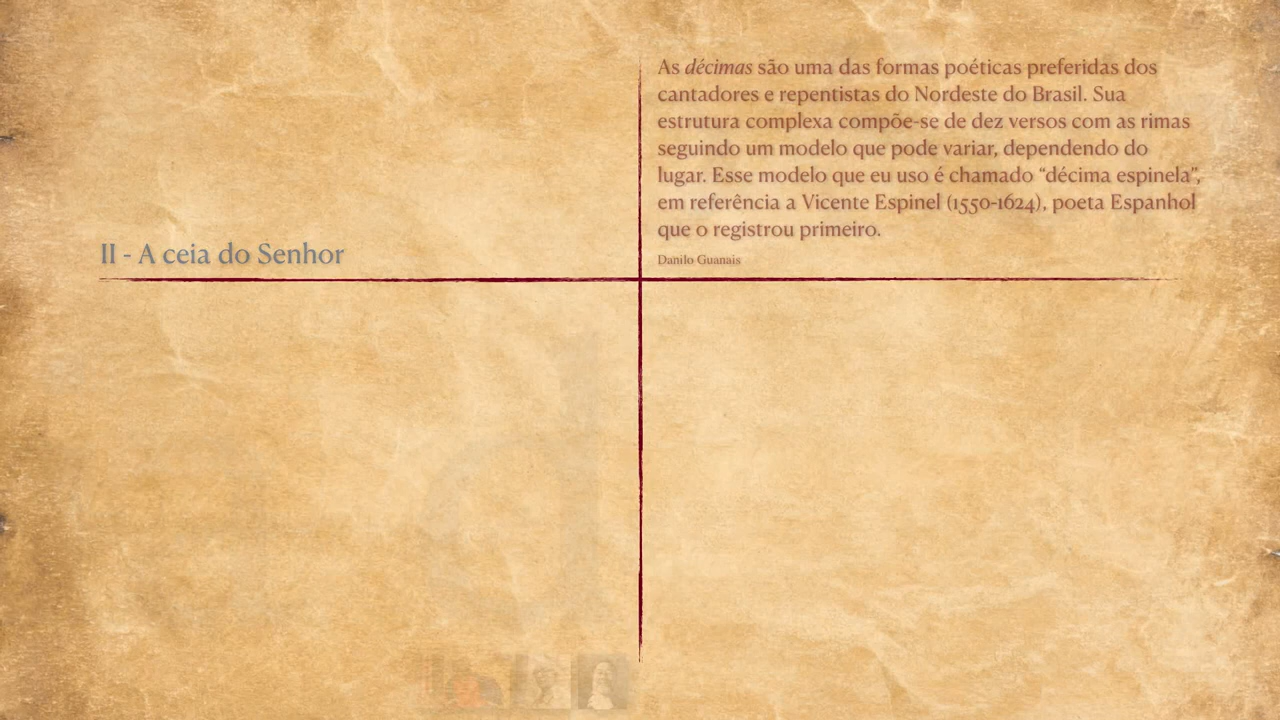 As décimas são uma das formas poéticas preferidas dos
cantadores e repentistas do Nordeste do Brasil. Sua
estrutura complexa compõe-se de dez versos com as rimas
seguindo um modelo que pode variar, dependendo do
lugar. Esse modelo que eu uso é chamado “décima espinela”,
em referência a Vicente Espinel (1550-1624), poeta Espanhol
que o registrou primeiro.
Danilo Guanais
II - A ceia do Senhor